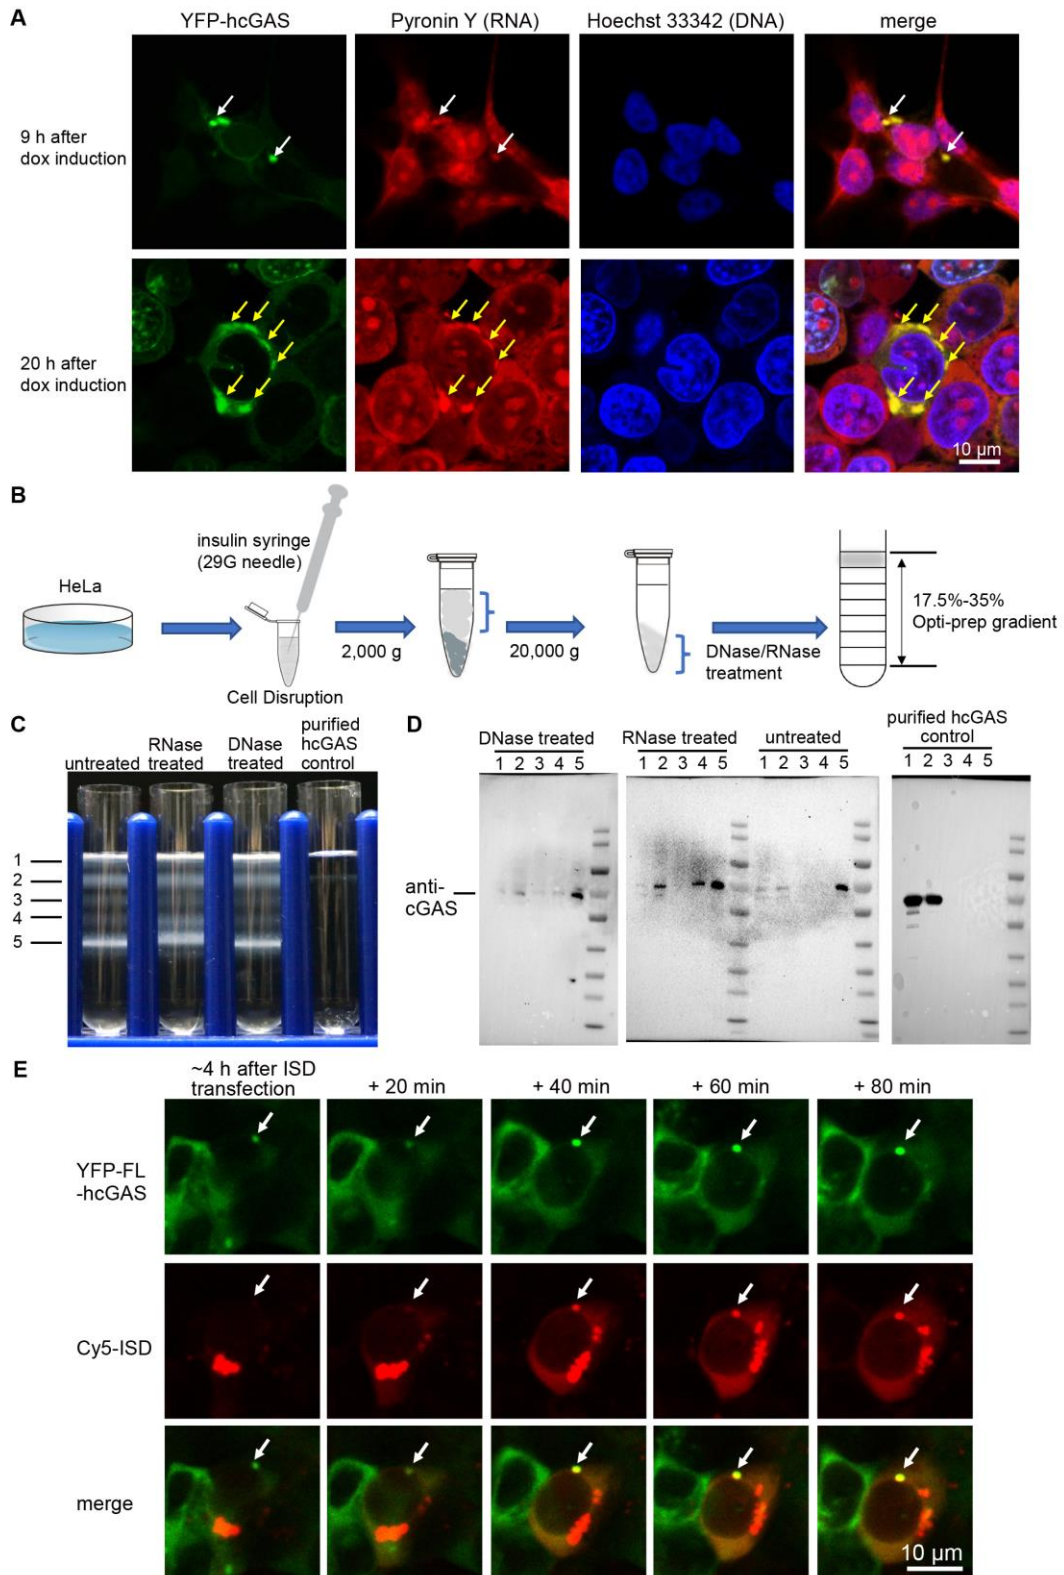 A
YFP-hcGAS
Pyronin Y (RNA)
Hoechst 33342 (DNA)
merge
9 h after
dox induction
20 h after
dox induction
10 µm
B
HeLa
insulin syringe
(29G needle)
Cell Disruption
2,000 g
20,000 g
DNase/RNase
treatment
17.5%-35%
Opti-prep gradient
C
untreated
RNase
treated
DNase
treated
purified
hcGAS
control
1
2
3
4
5
D
DNase treated
1 2 3 4 5
RNase treated
1 2 3 4 5
untreated
1 2 3 4 5
purified hcGAS
control
1 2 3 4 5
anti-
cGAS
E
~4 h after ISD
transfection
+ 20 min
+ 40 min
+ 60 min
+ 80 min
YFP-FL
-hcGAS
Cy5-ISD
merge
10 µm